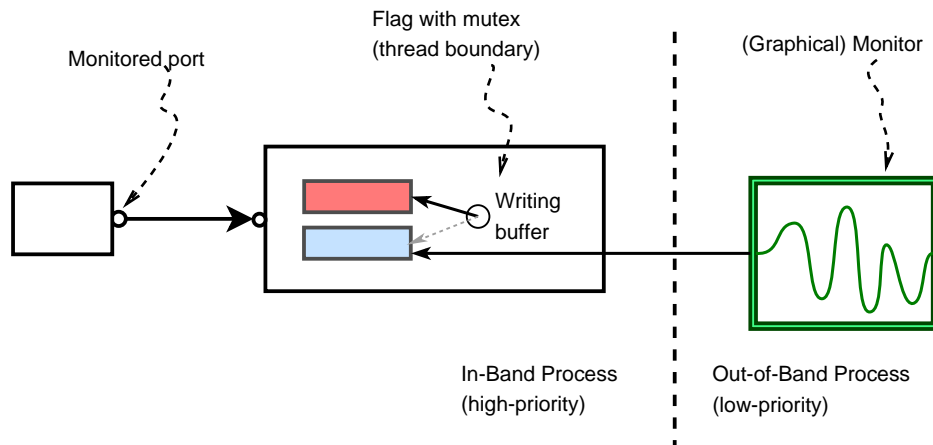 Flag with mutex
(thread boundary)
Monitored port
(Graphical) Monitor
Writing
buffer
In-Band Process
(high-priority)
Out-of-Band Process
(low-priority)